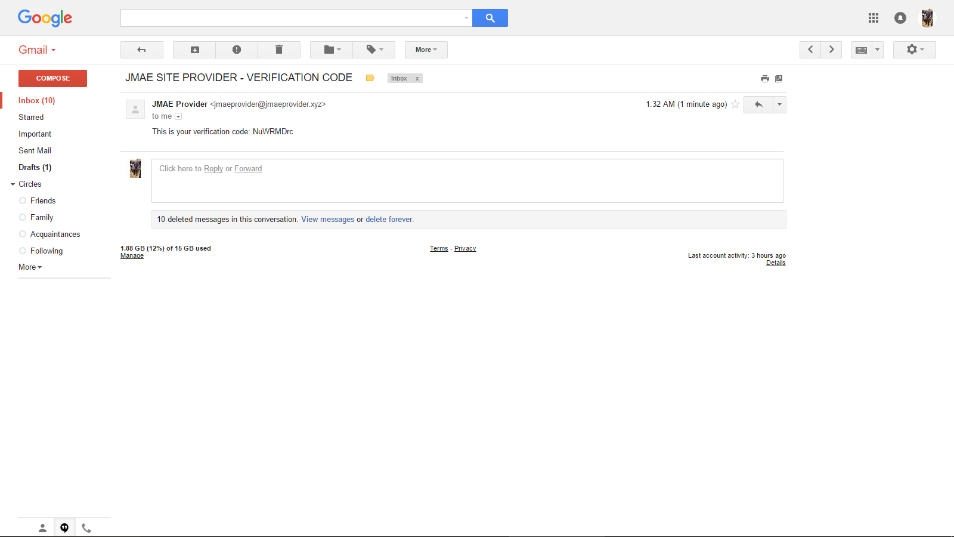 Google
Gmail
More
COMPOSE
Inbox (10)
Starred
Important
Sent Mail
Drafts (1)
Circles
Friends
Family
Acquaintances
Following
More
JMAE SITE PROVIDER - VERIFICATION CODE
Inbox x
JMAE Provider <jmaeprovider@jmaeprovider.xyz>
1:32 AM (1 minute ago)
to me
This is your verification code: NuWRMDrc
Click here to Reply or Forward
10 deleted messages in this conversation. View messages or delete forever.
1.88 GB (12%) of 15 GB used
Manage
Terms - Privacy
Last account activity: 3 hours ago
Details